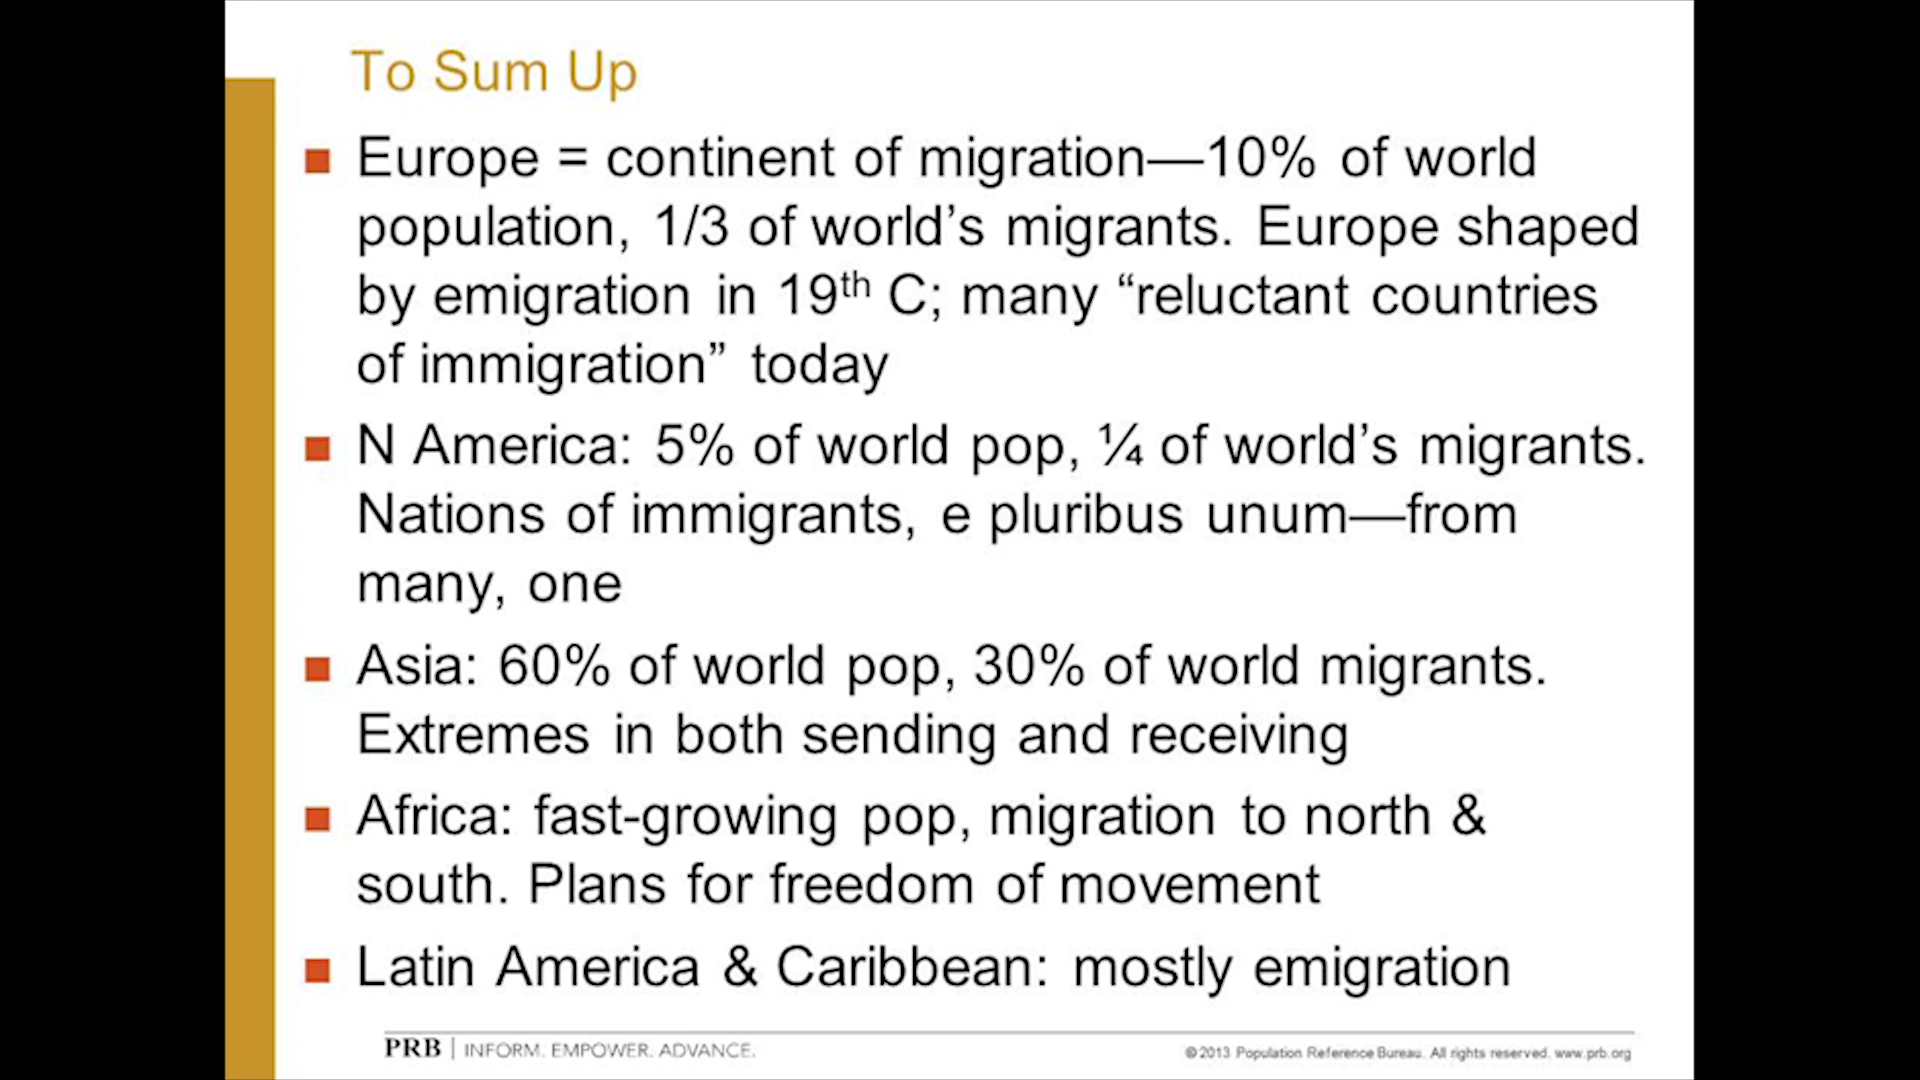 To Sum Up
Europe = continent of migration—10% of world
population, 1/3 of world’s migrants. Europe shaped
by emigration in 19th C; many “reluctant countries
of immigration” today
N America: 5% of world pop, ¼ of world’s migrants.
Nations of immigrants, e pluribus unum—from
many, one
Asia: 60% of world pop, 30% of world migrants.
Extremes in both sending and receiving
Africa: fast-growing pop, migration to north &
south. Plans for freedom of movement
Latin America & Caribbean: mostly emigration
PRB | INFORM. EMPOWER. ADVANCE.
© 2013 Population Reference Bureau. All rights reserved. www.prb.org